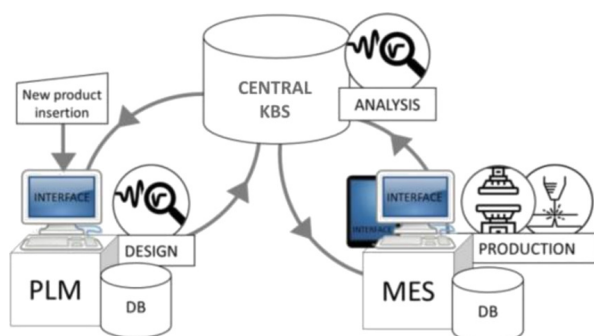 CENTRAL
KBS
ANALYSIS
New product
insertion
INTERFACE
DESIGN
PLM
DB
INTERFACE
INTERFACE
PRODUCTION
MES
DB